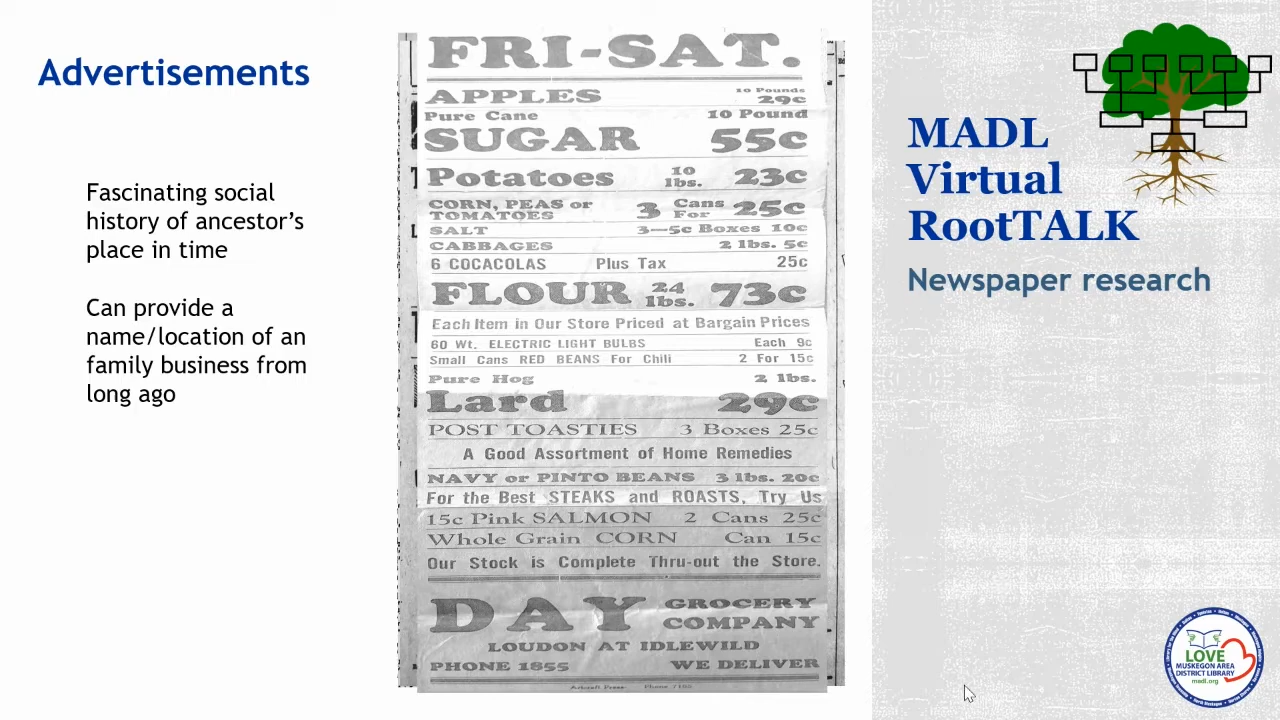 Advertisements
Fascinating social
history of ancestor's
place in time
Can provide a
name/location of an
family business from
long ago
FRI-SAT.
APPLES 10 Pounds 29c
Pure Cane 10 Pound
SUGAR 55c
Potatoes 10 lbs. 23c
CORN, PEAS or
TOMATOES 3 Cans For 25c
SALT 3—5c Boxes 10c
CABBAGES 2 lbs. 5c
6 COCACOLAS Plus Tax 25c
FLOUR 24 lbs. 73c
Each Item in Our Store Priced at Bargain Prices
60 Wt. ELECTRIC LIGHT BULBS Each 9c
Small Cans RED BEANS For Chili 2 For 15c
Pure Hog 2 lbs.
Lard 29c
POST TOASTIES 3 Boxes 25c
A Good Assortment of Home Remedies
NAVY or PINTO BEANS 3 lbs. 20c
For the Best STEAKS and ROASTS, Try Us
15c Pink SALMON 2 Cans 25c
Whole Grain CORN Can 15c
Our Stock is Complete Thru-out the Store.
DAY GROCERY
COMPANY
LOUDON AT IDLEWILD
PHONE 1855 WE DELIVER
MADL
Virtual
RootTALK
Newspaper research
LOVE
MUSKEGON AREA
DISTRICT LIBRARY
madl.org